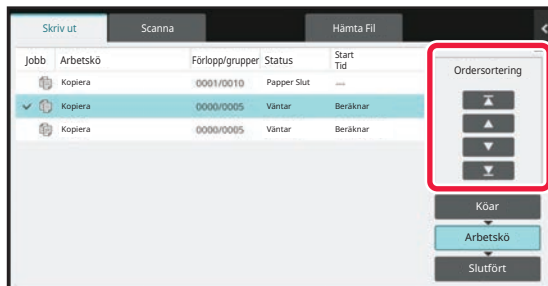 Skriv ut Scanna Hämta Fil
Jobb Arbetskö Förlopp/grupper Status Start Tid
Kopiera 0001/0010 Papper Slut ---
Kopiera 0000/0005 Väntar Beräknar
Kopiera 0000/0005 Väntar Beräknar
Ordersortering
Köar
Arbetskö
Slutfört